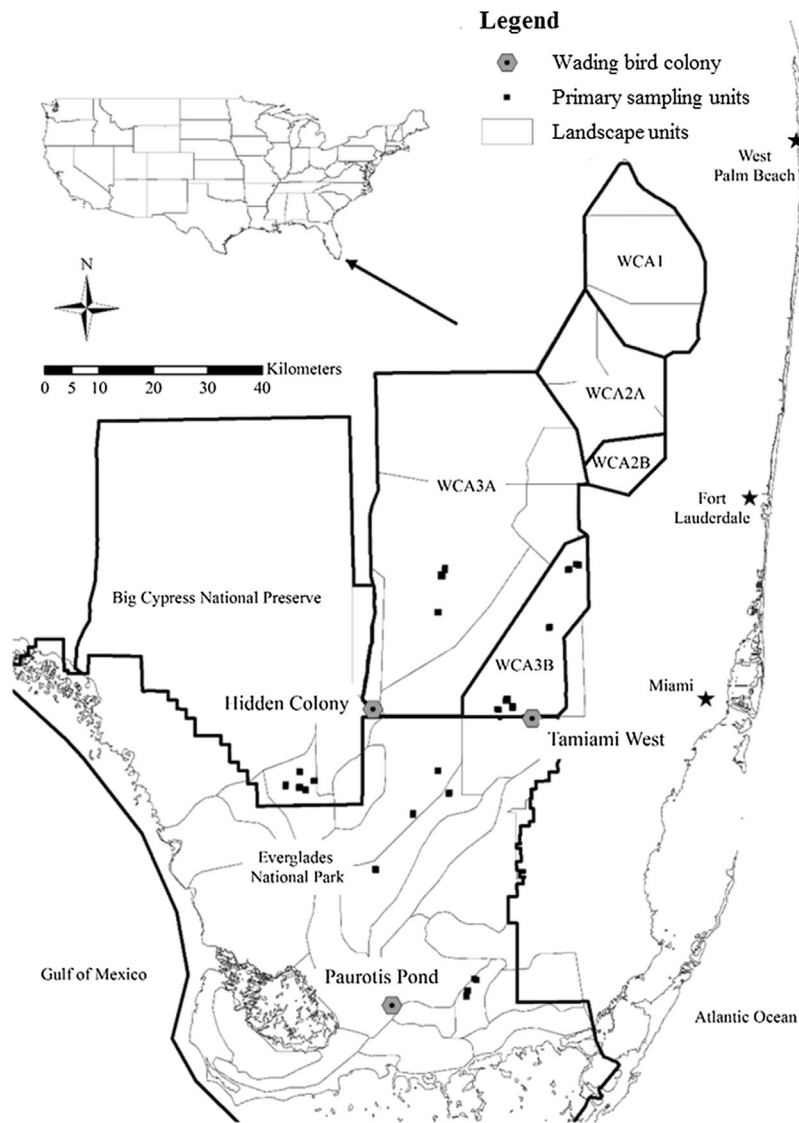 Legend
Wading bird colony
Primary sampling units
Landscape units
West
Palm Beach
N
WCA1
Kilometers
0 5 10 20 30 40
WCA2A
WCA2B
WCA3A
Fort
Lauderdale
Big Cypress National Preserve
WCA3B
Miami
Hidden Colony
Tamiami West
Everglades
National Park
Gulf of Mexico
Paurotis Pond
Atlantic Ocean